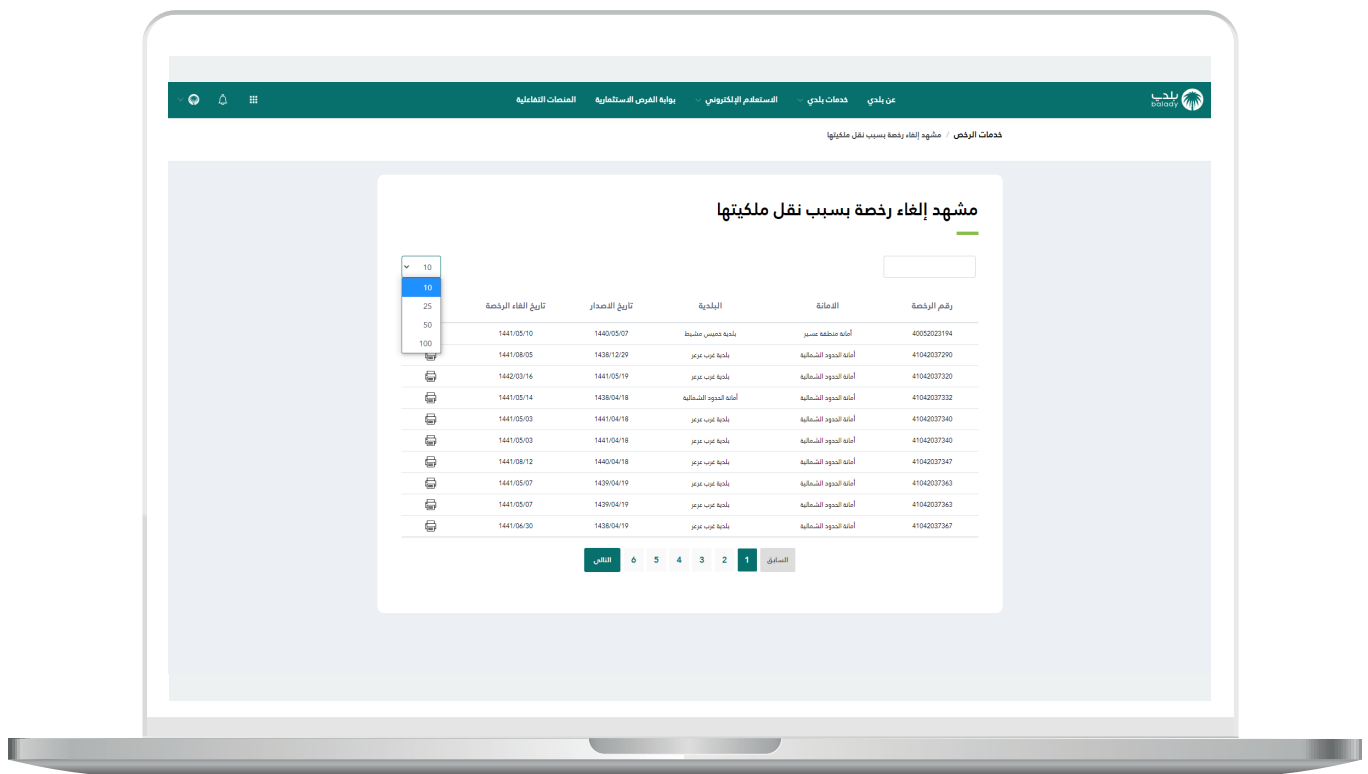 بلدي
balady
عن بلدي خدمات بلدي الاستعلام الإلكتروني بوابة الفرص الاستثمارية المنصات التفاعلية
خدمات الرخص / مشهد إلغاء رخصة بسبب نقل ملكيتها
مشهد إلغاء رخصة بسبب نقل ملكيتها
10
10
25
50
100
رقم الرخصة الامانة البلدية تاريخ الاصدار تاريخ الغاء الرخصة
40052023194 أمانة منطقة عسير بلدية خميس مشيط 1440/05/07 1441/05/10
41042037290 أمانة الحدود الشمالية بلدية غرب عرعر 1438/12/29 1441/08/05
41042037320 أمانة الحدود الشمالية بلدية غرب عرعر 1441/05/19 1442/03/16
41042037332 أمانة الحدود الشمالية أمانة الحدود الشمالية 1438/04/18 1441/05/14
41042037340 أمانة الحدود الشمالية بلدية غرب عرعر 1441/04/18 1441/05/03
41042037340 أمانة الحدود الشمالية بلدية غرب عرعر 1441/04/18 1441/05/03
41042037347 أمانة الحدود الشمالية بلدية غرب عرعر 1440/04/18 1441/08/12
41042037363 أمانة الحدود الشمالية بلدية غرب عرعر 1439/04/19 1441/05/07
41042037363 أمانة الحدود الشمالية بلدية غرب عرعر 1439/04/19 1441/05/07
41042037367 أمانة الحدود الشمالية بلدية غرب عرعر 1438/04/19 1441/06/30
السابق 1 2 3 4 5 6 التالي